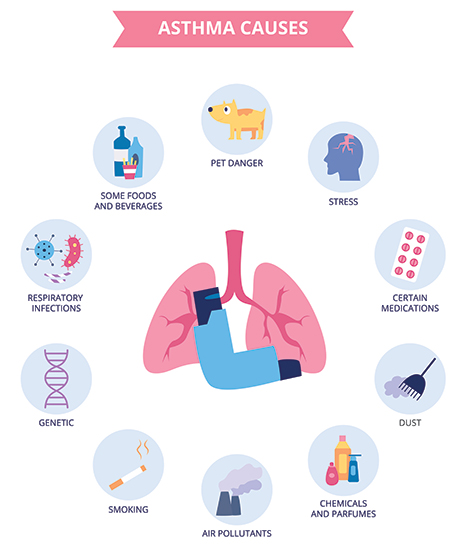 ASTHMA CAUSES
PET DANGER
STRESS
CERTAIN
MEDICATIONS
DUST
CHEMICALS
AND PARFUMES
AIR POLLUTANTS
SMOKING
GENETIC
RESPIRATORY
INFECTIONS
SOME FOODS
AND BEVERAGES